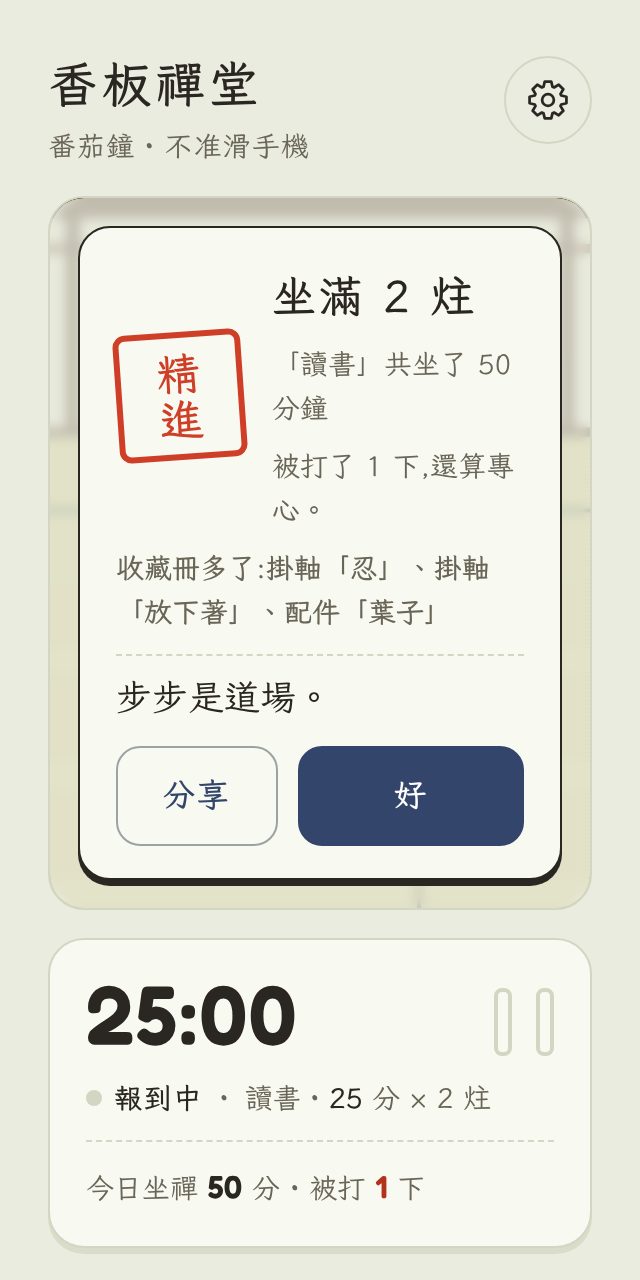 香板禪堂
番茄鐘・不准滑手機
精
進
坐滿 2 炷
「讀書」共坐了 50
分鐘
被打了 1 下,還算專
心。
收藏冊多了:掛軸「忍」、掛軸
「放下著」、配件「葉子」
步步是道場。
分享
好
25:00
報到中 · 讀書・25 分 × 2 炷
今日坐禪 50 分・被打 1 下